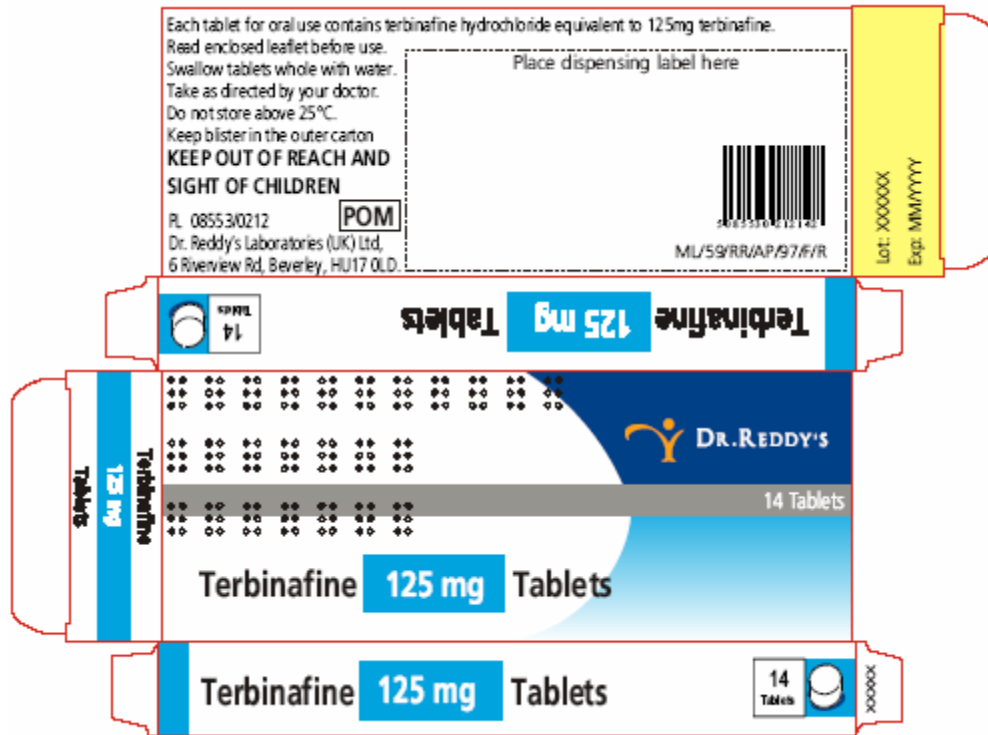 Each tablet for oral use contains terbinafine hydrochloride equivalent to 125mg terbinafine.
Read enclosed leaflet before use.
Swallow tablets whole with water.
Take as directed by your doctor.
Do not store above 25°C.
Keep blister in the outer carton
KEEP OUT OF REACH AND
SIGHT OF CHILDREN
PL 08553/0212
POM
Dr. Reddy's Laboratories (UK) Ltd,
6 Riverview Rd, Beverley, HU17 0LD.
Place dispensing label here
5 085530 212142
ML/59/RR/AP/97/F/R
Lot: XXXXXX
Exp: MM/YYYY
Terbinafine 125 mg Tablets
14
Tablets
DR.REDDY'S
14 Tablets
Terbinafine 125 mg Tablets
Terbinafine
125 mg
Tablets
Terbinafine 125 mg Tablets
14
Tablets
XXXXX